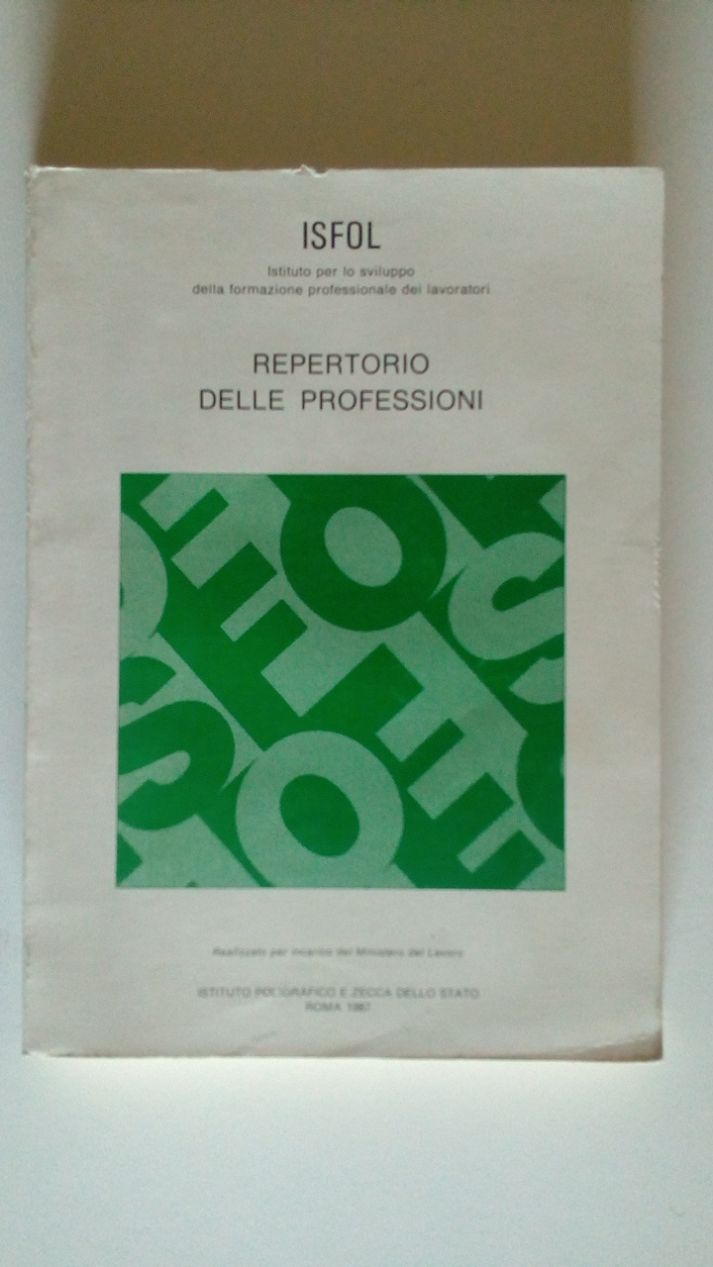 ISFOL
Istituto per lo sviluppo
della formazione professionale dei lavoratori
REPERTORIO
DELLE PROFESSIONI
Realizzato per incarico del Ministero del Lavoro
ISTITUTO POLIGRAFICO E ZECCA DELLO STATO
ROMA 1987